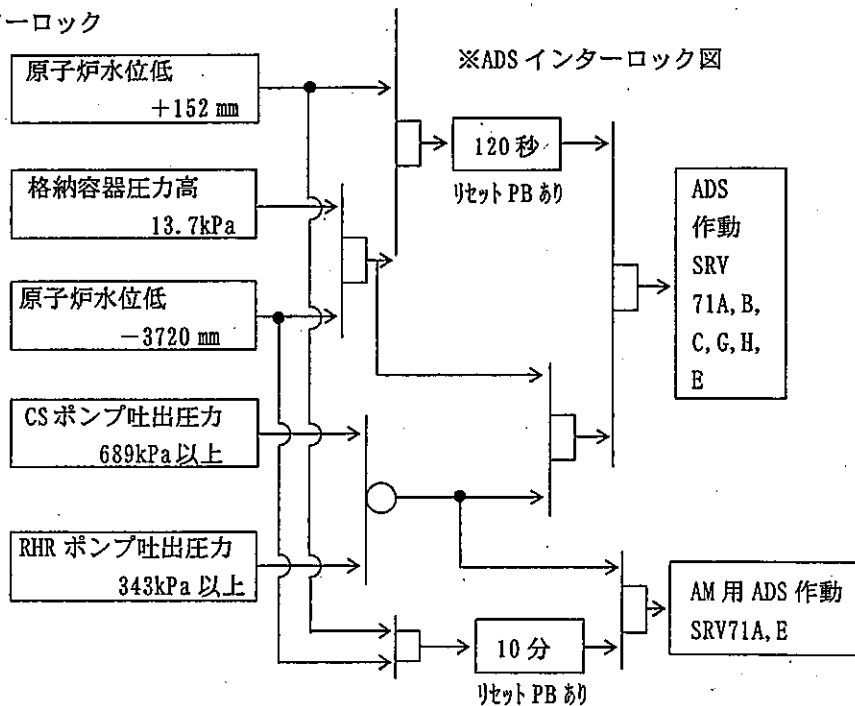 ーロック
※ADS インターロック図
原子炉水位低
+152 mm
格納容器圧力高
13.7kPa
原子炉水位低
−3720 mm
CS ポンプ吐出圧力
689kPa 以上
RHR ポンプ吐出圧力
343kPa 以上
120 秒
リセット PB あり
ADS
作動
SRV
71A, B,
C, G, H,
E
10 分
リセット PB あり
AM 用 ADS 作動
SRV71A, E